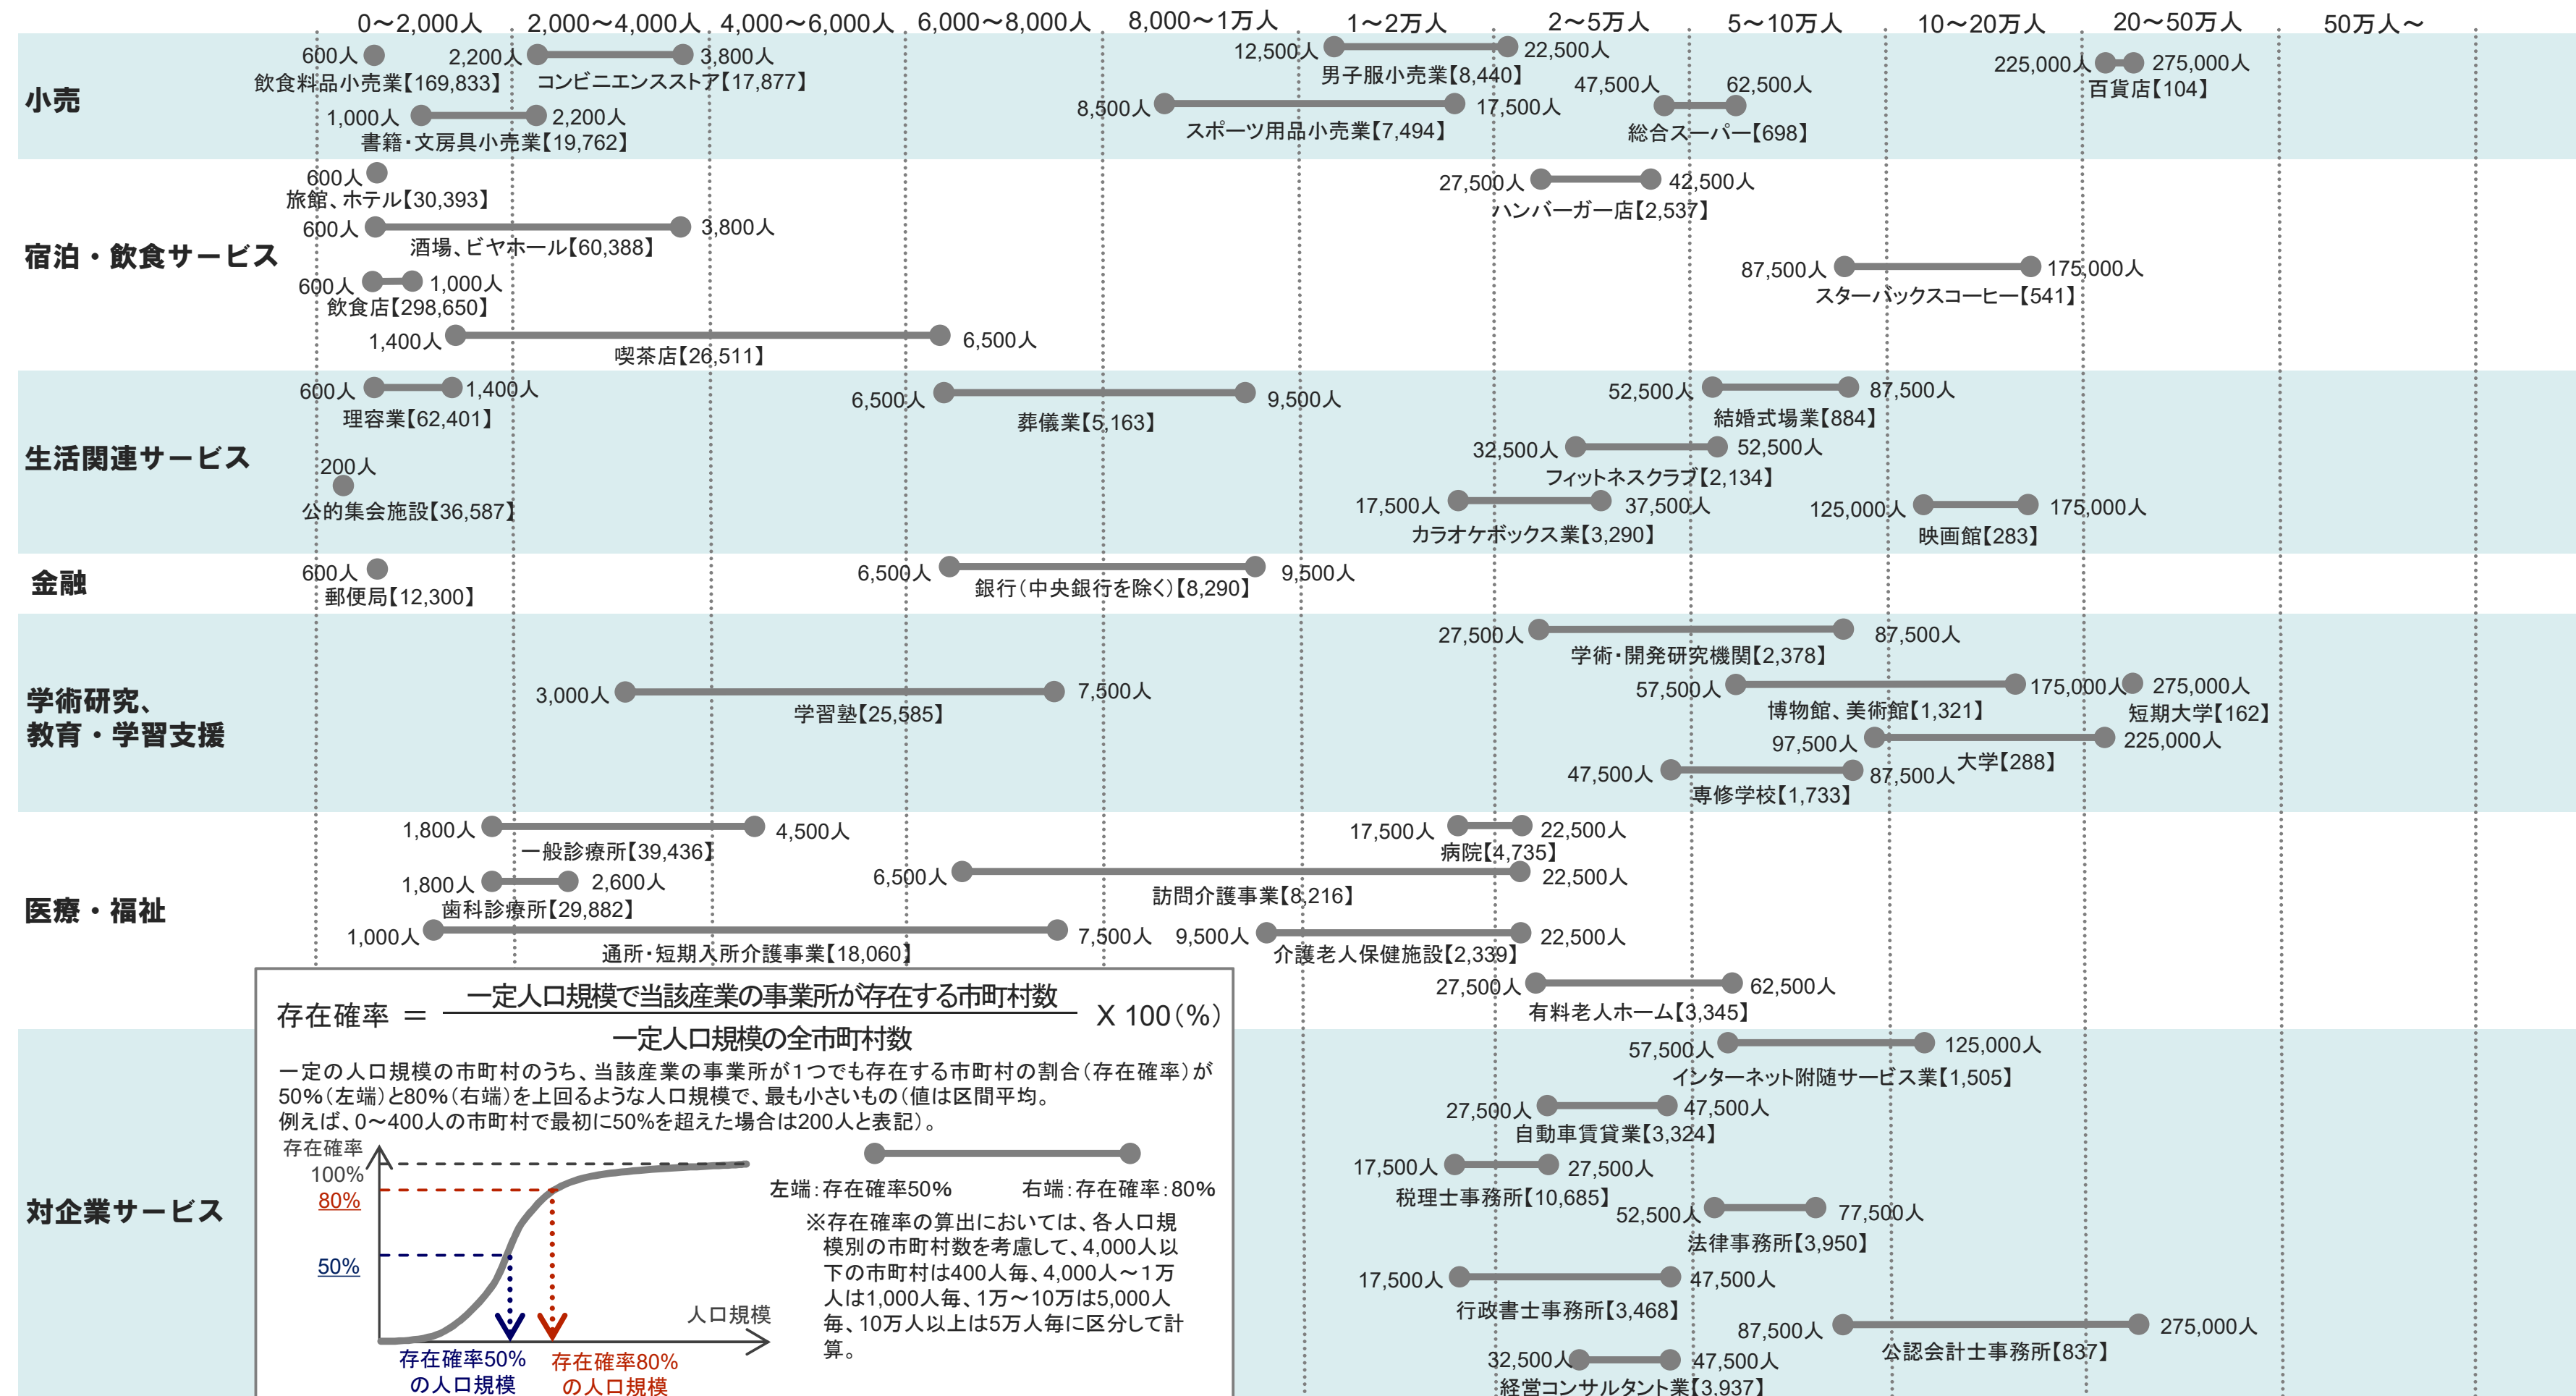 0～2,000人 2,000～4,000人 4,000～6,000人 6,000～8,000人 8,000～1万人 1～2万人 2～5万人 5～10万人 10～20万人 20～50万人 50万人～
小売
600人
飲食料品小売業【169,833】
2,200人 3,800人
コンビニエンスストア【17,877】
1,000人 2,200人
書籍・文房具小売業【19,762】
12,500人 22,500人
男子服小売業【8,440】
8,500人 17,500人
スポーツ用品小売業【7,494】
47,500人 62,500人
総合スーパー【698】
225,000人 275,000人
百貨店【104】
宿泊・飲食サービス
600人
旅館、ホテル【30,393】
600人 3,800人
酒場、ビヤホール【60,388】
600人 1,000人
飲食店【298,650】
1,400人 6,500人
喫茶店【26,511】
27,500人 42,500人
ハンバーガー店【2,537】
87,500人 175,000人
スターバックスコーヒー【541】
生活関連サービス
600人 1,400人
理容業【62,401】
200人
公的集会施設【36,587】
6,500人 9,500人
葬儀業【5,163】
52,500人 87,500人
結婚式場業【884】
32,500人 52,500人
フィットネスクラブ【2,134】
17,500人 37,500人
カラオケボックス業【3,290】
125,000人 175,000人
映画館【283】
金融
600人
郵便局【12,300】
6,500人 9,500人
銀行（中央銀行を除く）【8,290】
学術研究、
教育・学習支援
27,500人 87,500人
学術・開発研究機関【2,378】
3,000人 7,500人
学習塾【25,585】
57,500人 175,000人
博物館、美術館【1,321】
275,000人
短期大学【162】
97,500人 225,000人
大学【288】
47,500人 87,500人
専修学校【1,733】
医療・福祉
1,800人 4,500人
一般診療所【39,436】
1,800人 2,600人
歯科診療所【29,882】
1,000人 7,500人
通所・短期入所介護事業【18,060】
17,500人 22,500人
病院【4,735】
6,500人 22,500人
訪問介護事業【8,216】
9,500人 22,500人
介護老人保健施設【2,339】
27,500人 62,500人
有料老人ホーム【3,345】
対企業サービス
57,500人 125,000人
インターネット附随サービス業【1,505】
27,500人 47,500人
自動車賃貸業【3,324】
17,500人 27,500人
税理士事務所【10,685】
52,500人 77,500人
法律事務所【3,950】
17,500人 47,500人
行政書士事務所【3,468】
87,500人 275,000人
公認会計士事務所【837】
32,500人 47,500人
経営コンサルタント業【3,937】
一定人口規模で当該産業の事業所が存在する市町村数
存在確率 ＝ X 100（%）
一定人口規模の全市町村数
一定の人口規模の市町村のうち、当該産業の事業所が１つでも存在する市町村の割合（存在確率）が
50%（左端）と80%（右端）を上回るような人口規模で、最も小さいもの（値は区間平均。
例えば、0～400人の市町村で最初に50%を超えた場合は200人と表記）。
存在確率
100%
80%
50%
人口規模
存在確率50%
の人口規模
存在確率80%
の人口規模
左端：存在確率50% 右端：存在確率：80%
※存在確率の算出においては、各人口規
模別の市町村数を考慮して、4,000人以
下の市町村は400人毎、4,000人～１万
人は1,000人毎、1万～10万は5,000人
毎、10万人以上は5万人毎に区分して計
算。